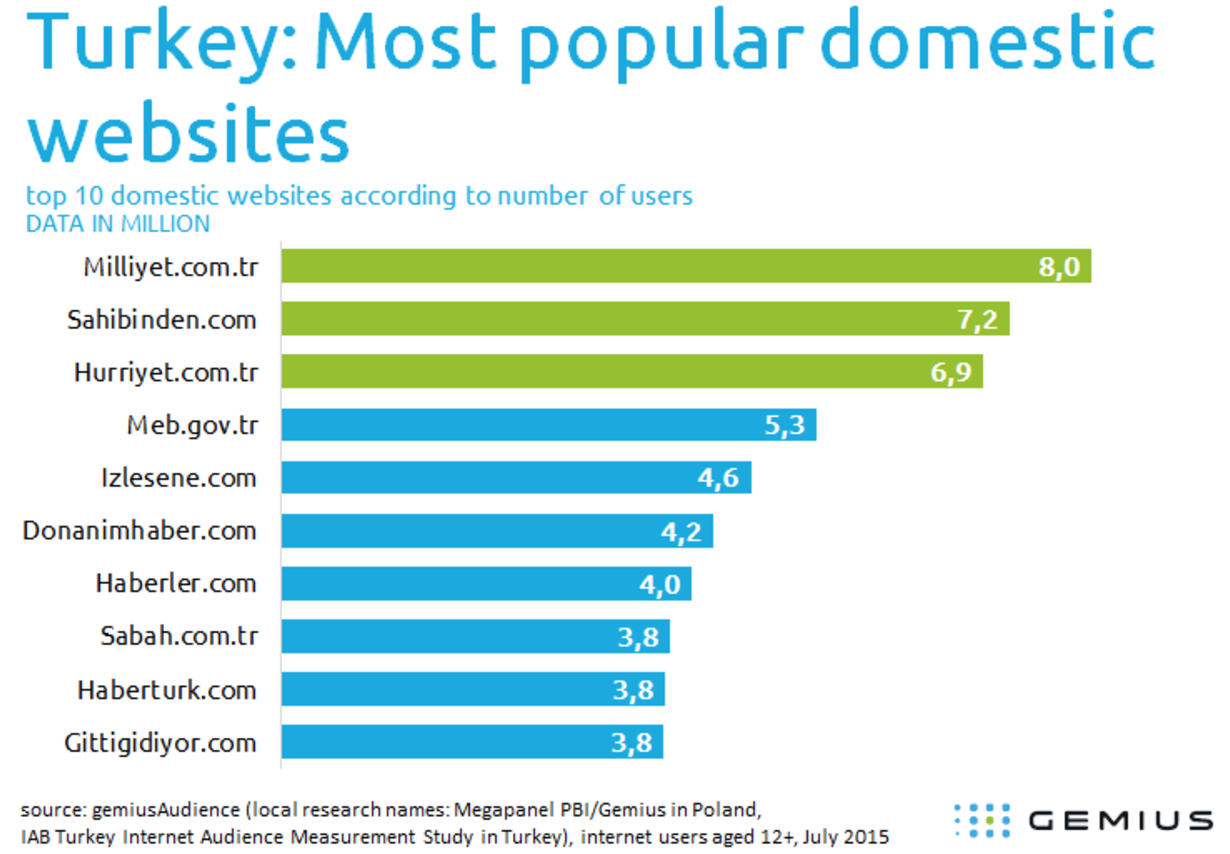 Turkey: Most popular domestic
websites
top 10 domestic websites according to number of users
DATA IN MILLION
Milliyet.com.tr 8,0
Sahibinden.com 7,2
Hurriyet.com.tr 6,9
Meb.gov.tr 5,3
Izlesene.com 4,6
Donanimhaber.com 4,2
Haberler.com 4,0
Sabah.com.tr 3,8
Haberturk.com 3,8
Gittigidiyor.com 3,8
source: gemiusAudience (local research names: Megapanel PBI/Gemius in Poland,
IAB Turkey Internet Audience Measurement Study in Turkey), internet users aged 12+, July 2015
GEMIUS